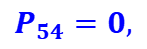 P₅₄ = 0,